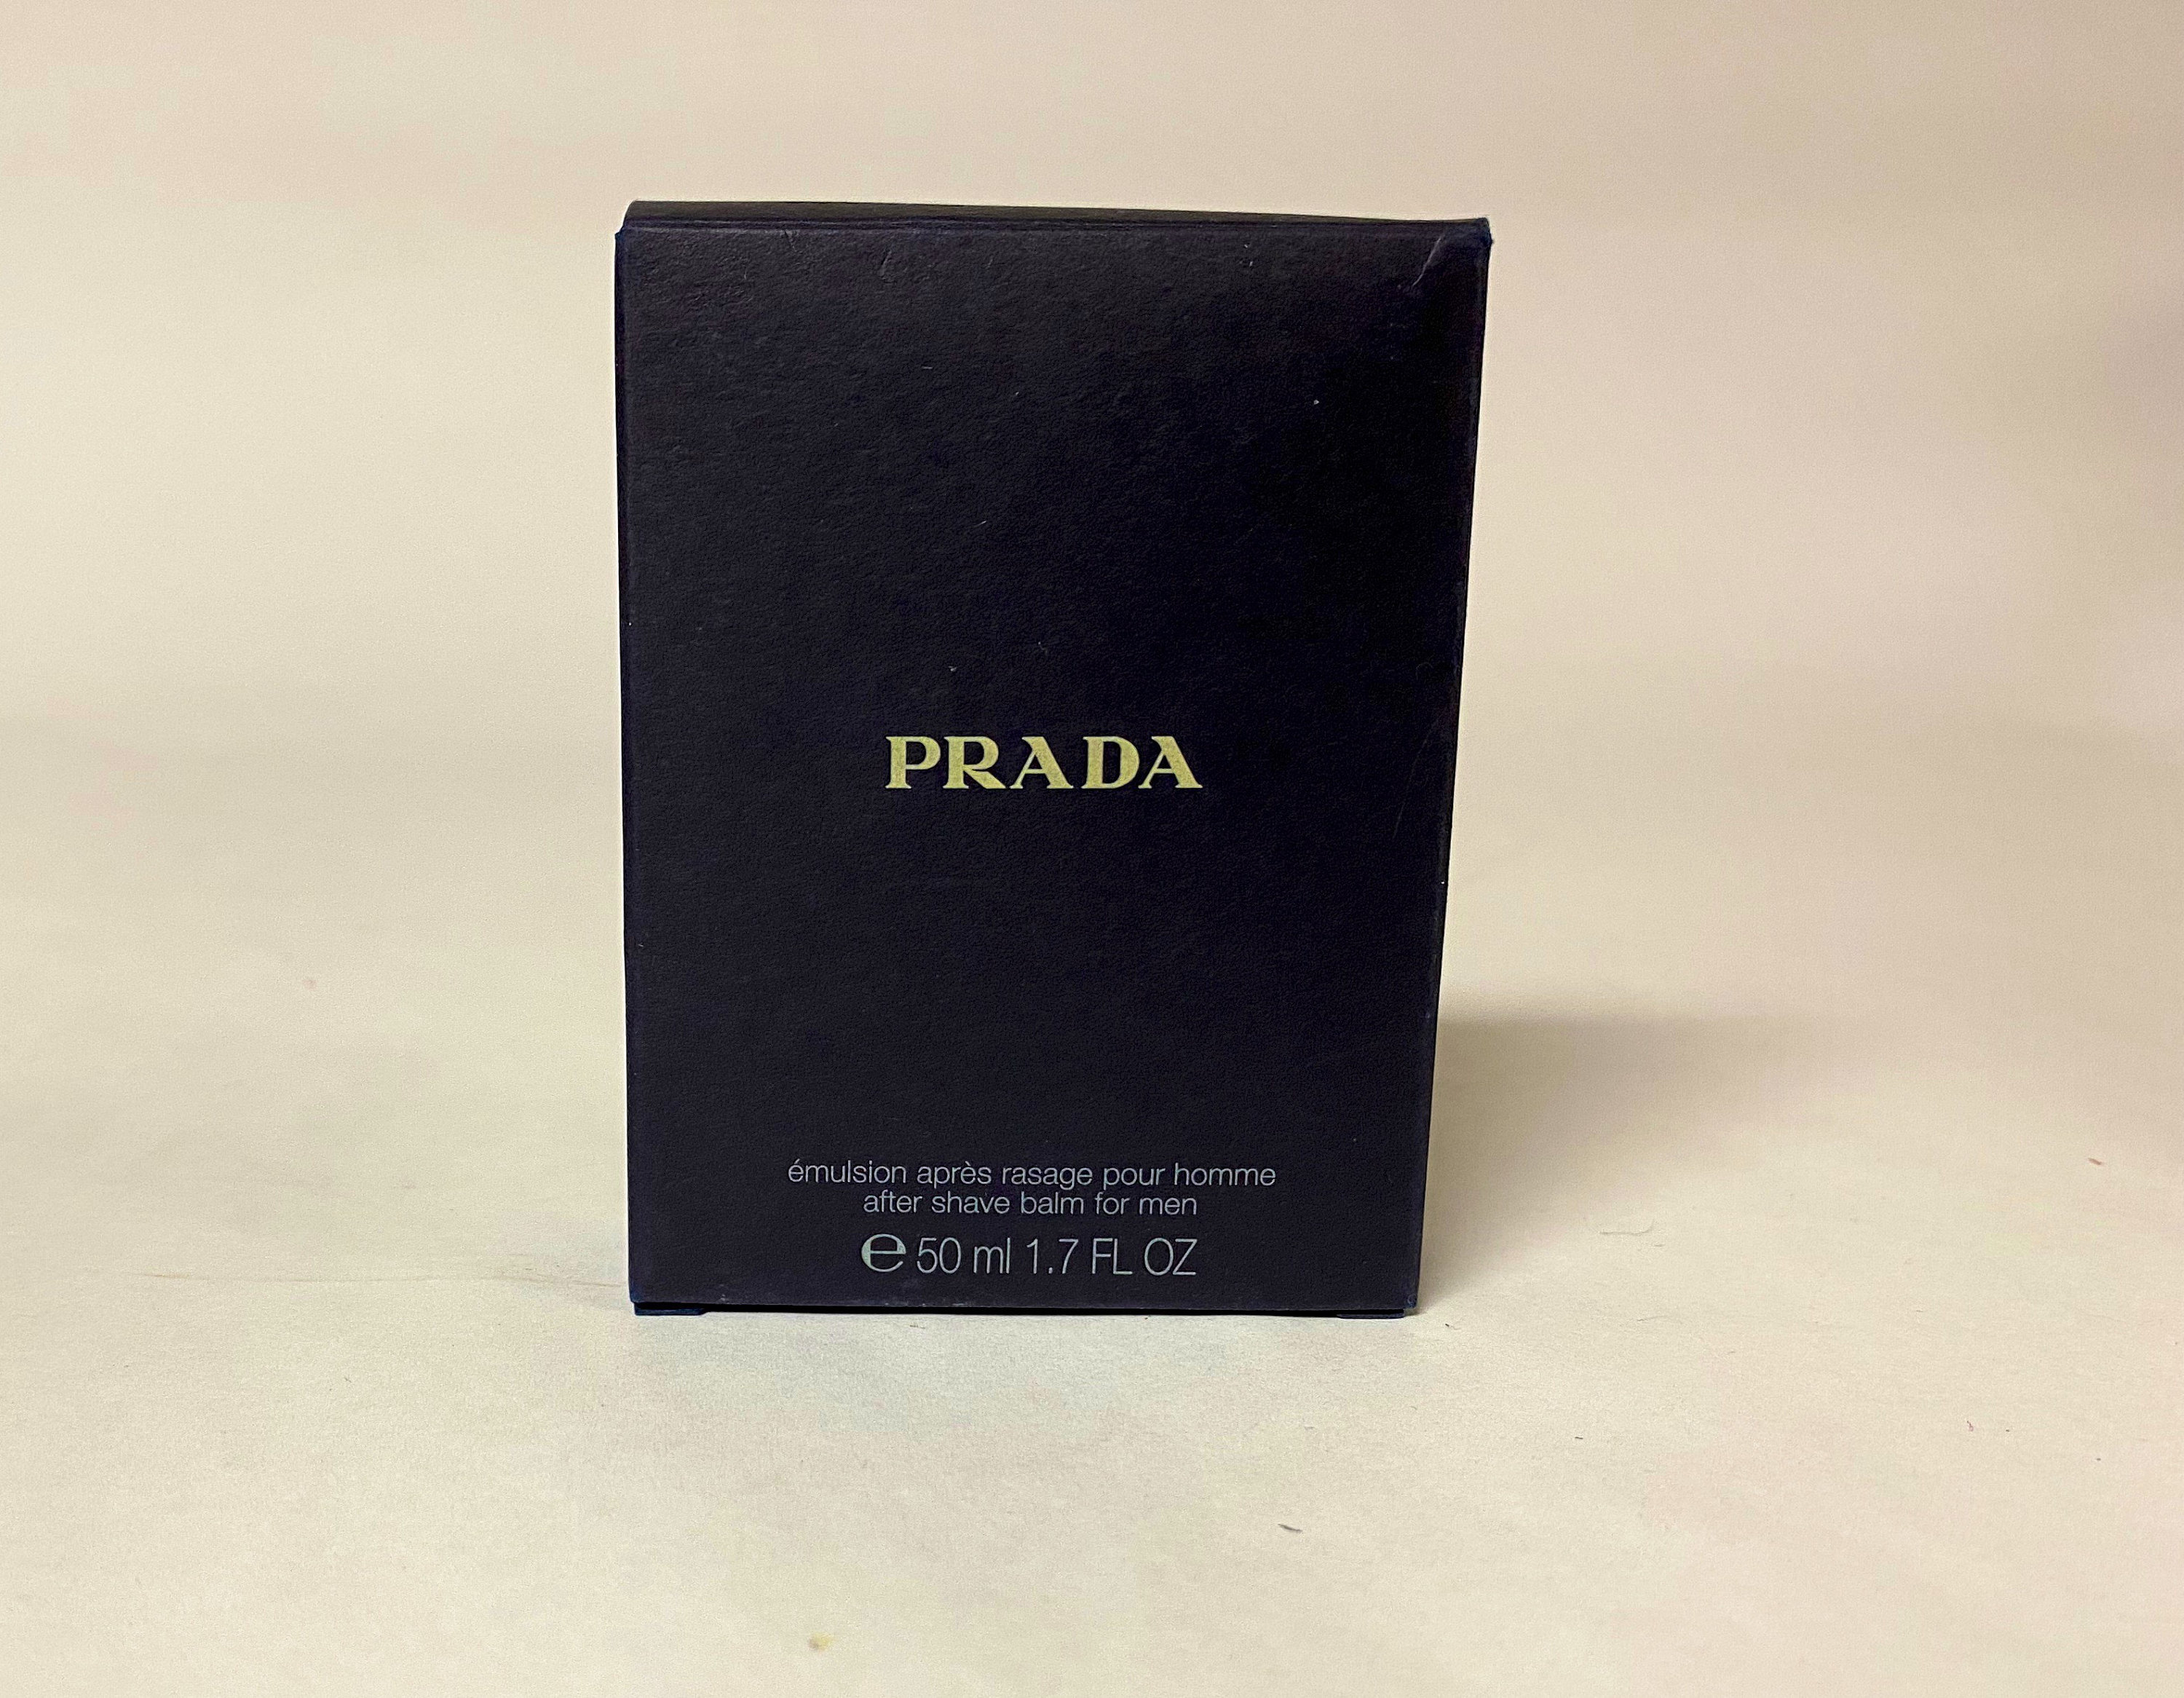 PRADA
émulsion après rasage pour homme
after shave balm for men
℮ 50 ml 1.7 FL OZ